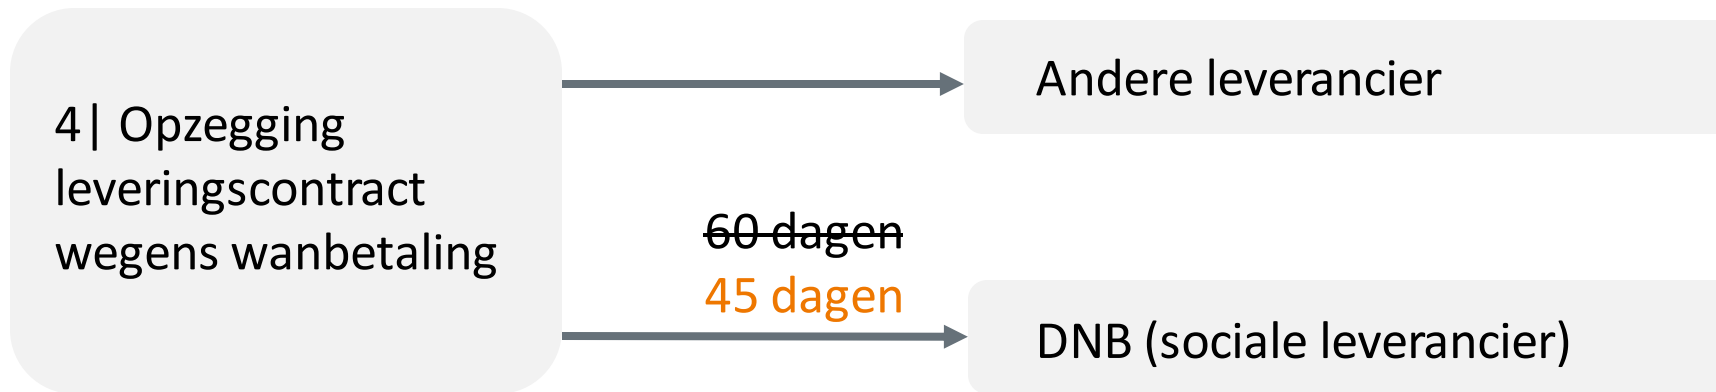 4| Opzegging
leveringscontract
wegens wanbetaling
Andere leverancier
60 dagen
45 dagen
DNB (sociale leverancier)